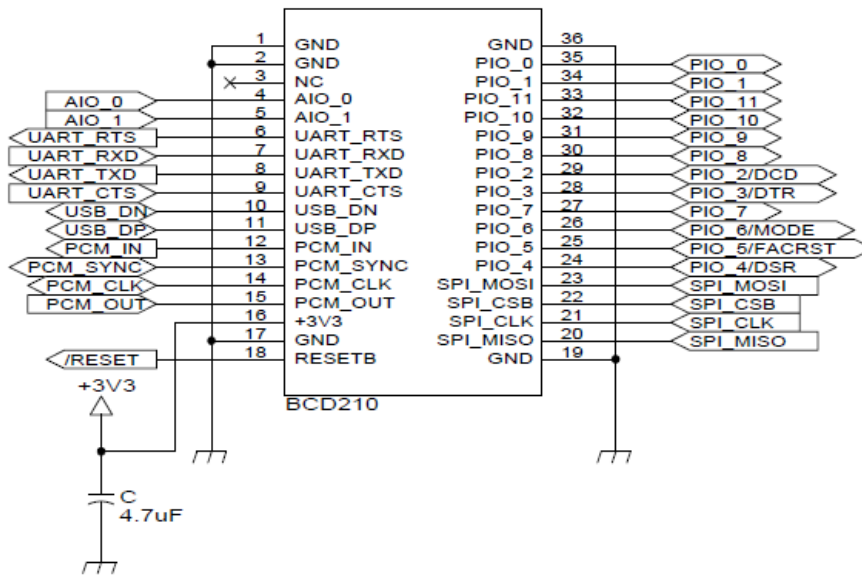 1 GND GND 36
2 GND PIO_0 35 PIO_0
3 NC PIO_1 34 PIO_1
AIO_0 4 AIO_0 PIO_11 33 PIO_11
AIO_1 5 AIO_1 PIO_10 32 PIO_10
UART_RTS 6 UART_RTS PIO_9 31 PIO_9
UART_RXD 7 UART_RXD PIO_8 30 PIO_8
UART_TXD 8 UART_TXD PIO_2 29 PIO_2/DCD
UART_CTS 9 UART_CTS PIO_3 28 PIO_3/DTR
USB_DN 10 USB_DN PIO_7 27 PIO_7
USB_DP 11 USB_DP PIO_6 26 PIO_6/MODE
PCM_IN 12 PCM_IN PIO_5 25 PIO_5/FACRST
PCM_SYNC 13 PCM_SYNC PIO_4 24 PIO_4/DSR
PCM_CLK 14 PCM_CLK SPI_MOSI 23 SPI_MOSI
PCM_OUT 15 PCM_OUT SPI_CSB 22 SPI_CSB
16 +3V3 SPI_CLK 21 SPI_CLK
17 GND SPI_MISO 20 SPI_MISO
/RESET 18 RESETB GND 19
+3V3
BCD210
C
4.7uF